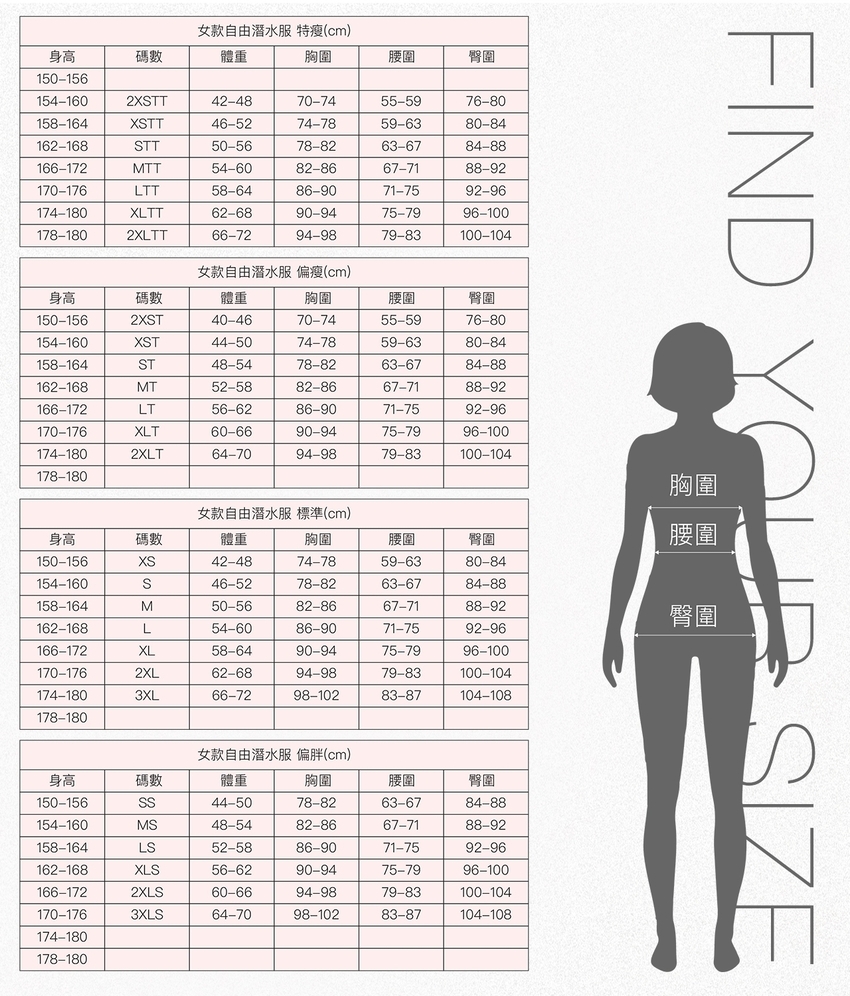 女款自由潛水服 特瘦(cm)
身高 碼數 體重 胸圍 腰圍 臀圍
150–156
154–160 2XSTT 42–48 70–74 55–59 76–80
158–164 XSTT 46–52 74–78 59–63 80–84
162–168 STT 50–56 78–82 63–67 84–88
166–172 MTT 54–60 82–86 67–71 88–92
170–176 LTT 58–64 86–90 71–75 92–96
174–180 XLTT 62–68 90–94 75–79 96–100
178–180 2XLTT 66–72 94–98 79–83 100–104
女款自由潛水服 偏瘦(cm)
身高 碼數 體重 胸圍 腰圍 臀圍
150–156 2XST 40–46 70–74 55–59 76–80
154–160 XST 44–50 74–78 59–63 80–84
158–164 ST 48–54 78–82 63–67 84–88
162–168 MT 52–58 82–86 67–71 88–92
166–172 LT 56–62 86–90 71–75 92–96
170–176 XLT 60–66 90–94 75–79 96–100
174–180 2XLT 64–70 94–98 79–83 100–104
178–180
女款自由潛水服 標準(cm)
身高 碼數 體重 胸圍 腰圍 臀圍
150–156 XS 42–48 74–78 59–63 80–84
154–160 S 46–52 78–82 63–67 84–88
158–164 M 50–56 82–86 67–71 88–92
162–168 L 54–60 86–90 71–75 92–96
166–172 XL 58–64 90–94 75–79 96–100
170–176 2XL 62–68 94–98 79–83 100–104
174–180 3XL 66–72 98–102 83–87 104–108
178–180
女款自由潛水服 偏胖(cm)
身高 碼數 體重 胸圍 腰圍 臀圍
150–156 SS 44–50 78–82 63–67 84–88
154–160 MS 48–54 82–86 67–71 88–92
158–164 LS 52–58 86–90 71–75 92–96
162–168 XLS 56–62 90–94 75–79 96–100
166–172 2XLS 60–66 94–98 79–83 100–104
170–176 3XLS 64–70 98–102 83–87 104–108
174–180
178–180
FIND YOUR SIZE
胸圍
腰圍
臀圍